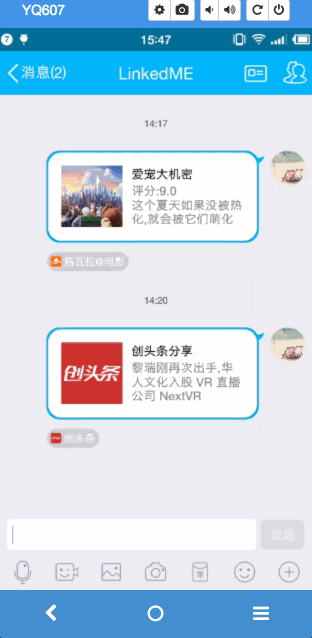 YQ607
7
15:47
消息(2)
LinkedME
14:17
爱宠大机密
评分:9.0
这个夏天如果没被热
化,就会被它们萌化
格瓦拉@电影
14:20
创头条
创头条分享
黎瑞刚再次出手,华
人文化入股 VR 直播
公司 NextVR
创头条
发送